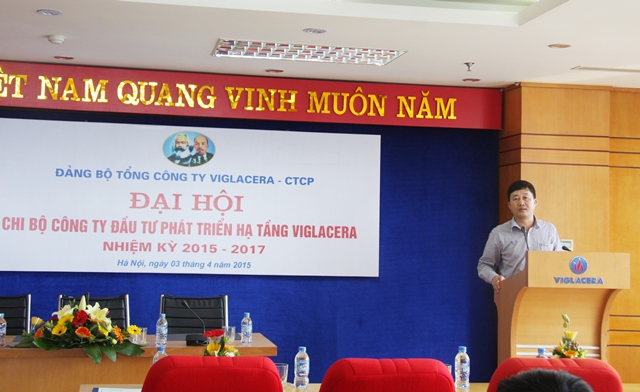 VIỆT NAM QUANG VINH MUÔN NĂM
ĐẢNG BỘ TỔNG CÔNG TY VIGLACERA - CTCP
ĐẠI HỘI
CHI BỘ CÔNG TY ĐẦU TƯ PHÁT TRIỂN HẠ TẦNG VIGLACERA
NHIỆM KỲ 2015 - 2017
Hà Nội, ngày 03 tháng 4 năm 2015
VIGLACERA